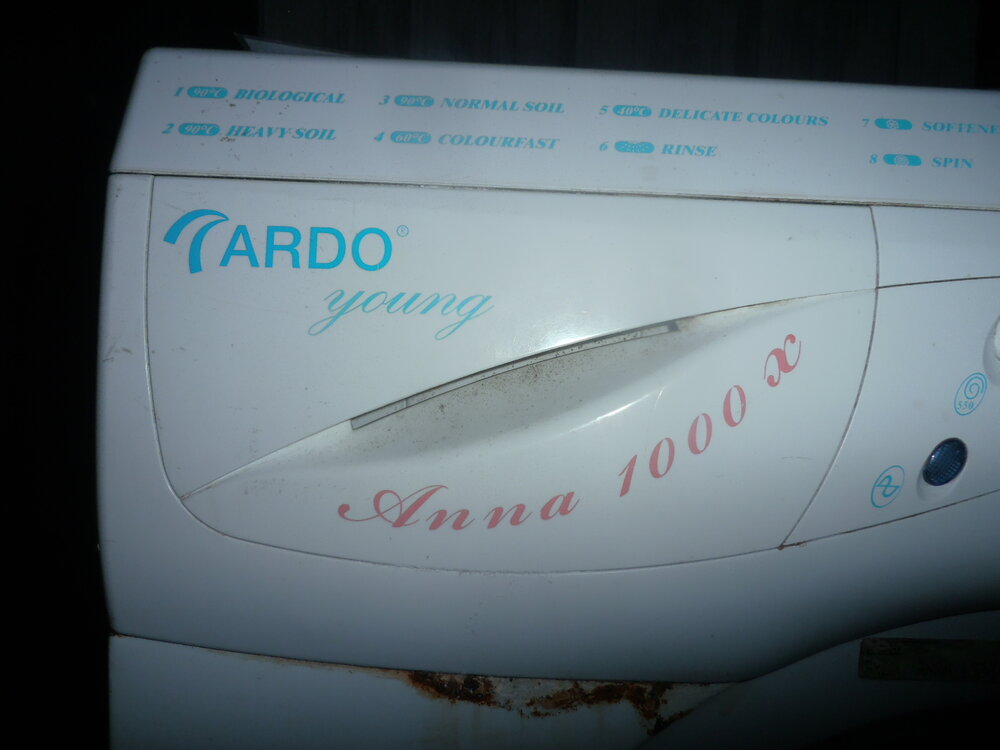 1 90°C BIOLOGICAL
2 90°C HEAVY SOIL
3 90°C NORMAL SOIL
4 60°C COLOURFAST
5 40°C DELICATE COLOURS
6 RINSE
7 SOFTENE
8 SPIN
ARDO®
young
Anna 1000 x
550